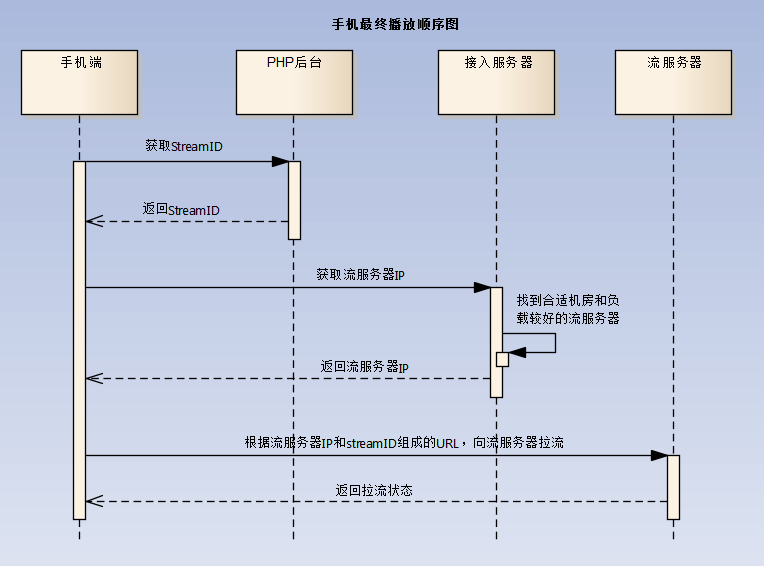 手机最终播放顺序图
手机端
PHP后台
接入服务器
流服务器
获取StreamID
返回StreamID
获取流服务器IP
找到合适机房和负
载较好的流服务器
返回流服务器IP
根据流服务器IP和streamID组成的URL，向流服务器拉流
返回拉流状态